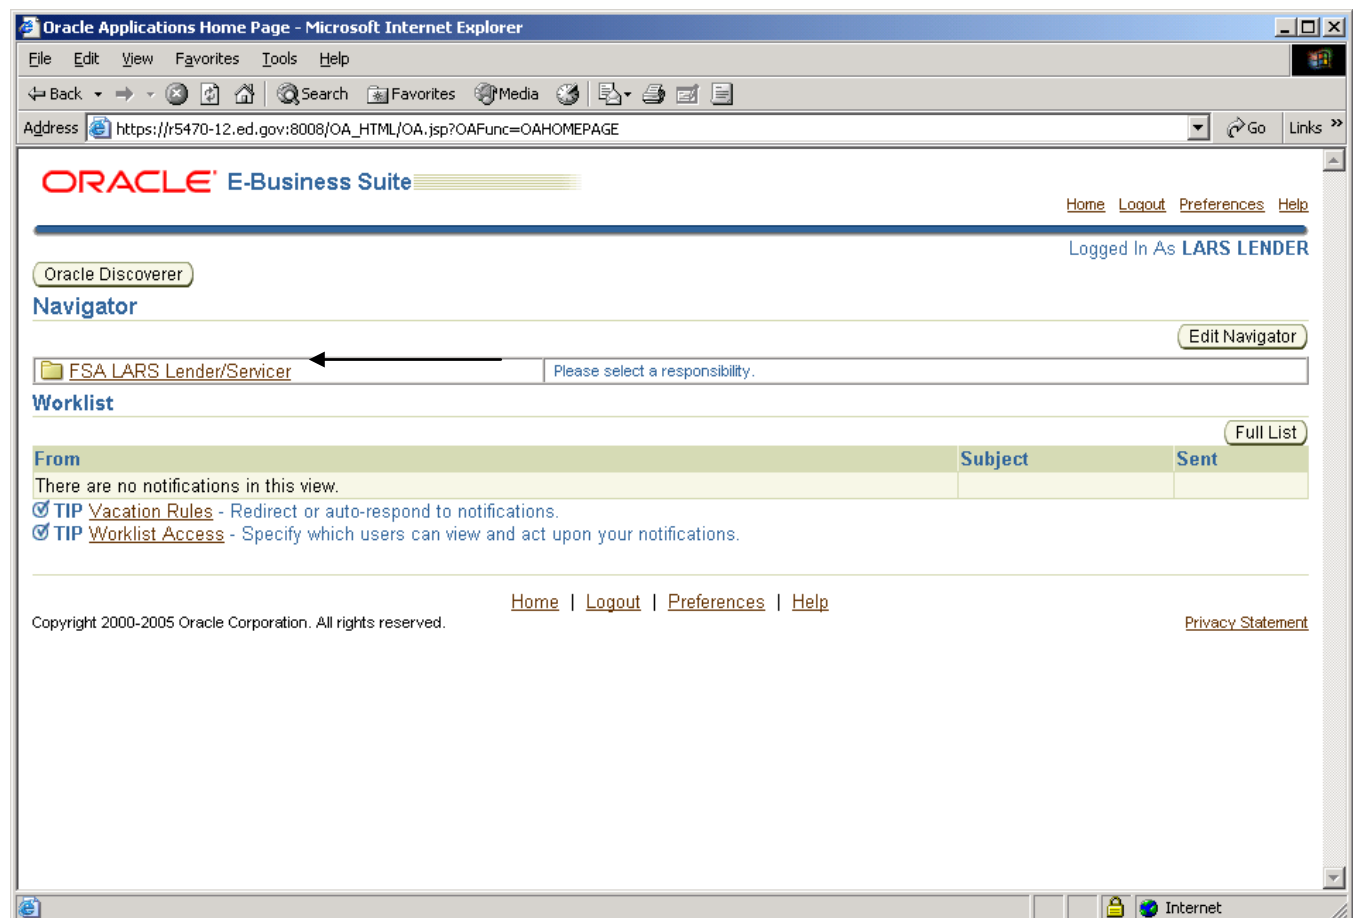 Oracle Applications Home Page - Microsoft Internet Explorer
File Edit View Favorites Tools Help
Back Search Favorites Media
Address https://r5470-12.ed.gov:8008/OA_HTML/OA.jsp?OAFunc=OAHOMEPAGE Go Links »
ORACLE' E-Business Suite
Home Logout Preferences Help
Logged In As LARS LENDER
Oracle Discoverer
Navigator
Edit Navigator
FSA LARS Lender/Servicer Please select a responsibility.
Worklist
Full List
From Subject Sent
There are no notifications in this view.
TIP Vacation Rules - Redirect or auto-respond to notifications.
TIP Worklist Access - Specify which users can view and act upon your notifications.
Home | Logout | Preferences | Help
Copyright 2000-2005 Oracle Corporation. All rights reserved. Privacy Statement
Internet